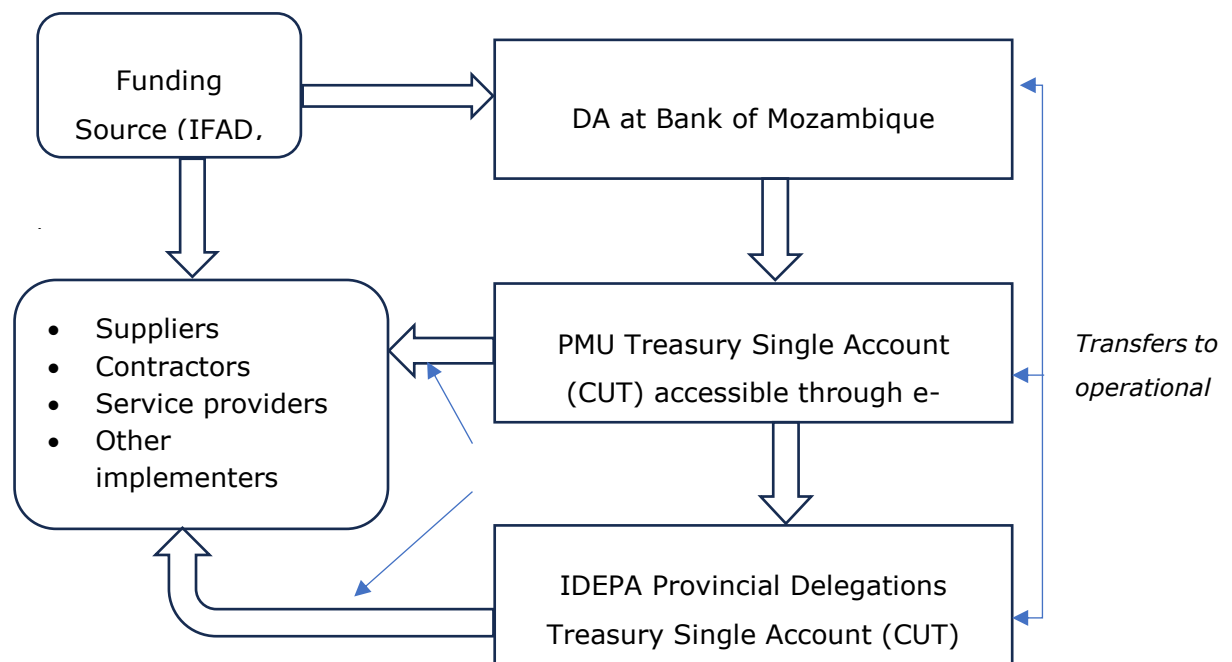 Funding
Source (IFAD,
DA at Bank of Mozambique
• Suppliers
• Contractors
• Service providers
• Other
implementers
PMU Treasury Single Account
(CUT) accessible through e-
Transfers to
operational
IDEPA Provincial Delegations
Treasury Single Account (CUT)